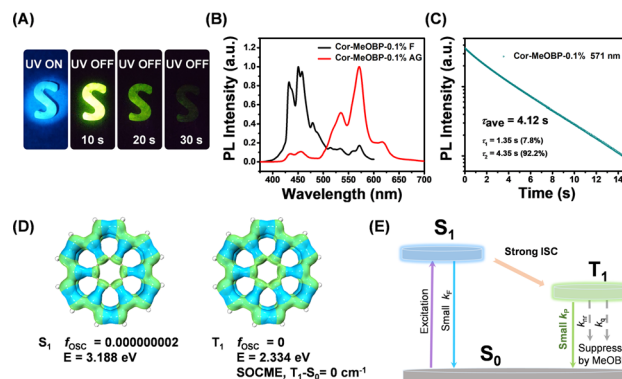 (A)
UV ON
UV OFF
UV OFF
UV OFF
S
S
S
S
10 s
20 s
30 s
(B)
PL Intensity (a.u.)
Cor-MeOBP-0.1% F
Cor-MeOBP-0.1% AG
1.0
0.8
0.6
0.4
0.2
0.0
400
450
500
550
600
650
700
Wavelength (nm)
(C)
PL Intensity (a.u.)
Cor-MeOBP-0.1% 571 nm
τave = 4.12 s
τ1 = 1.35 s (7.8%)
τ2 = 4.35 s (92.2%)
0
2
4
6
8
10
12
14
Time (s)
(D)
S1 fOSC = 0.000000002
E = 3.188 eV
T1 fOSC = 0
E = 2.334 eV
SOCME, T1-S0= 0 cm-1
(E)
S1
Strong ISC
T1
Excitation
Small kF
Small kP
knr
kq
Suppress
by MeOB
S0